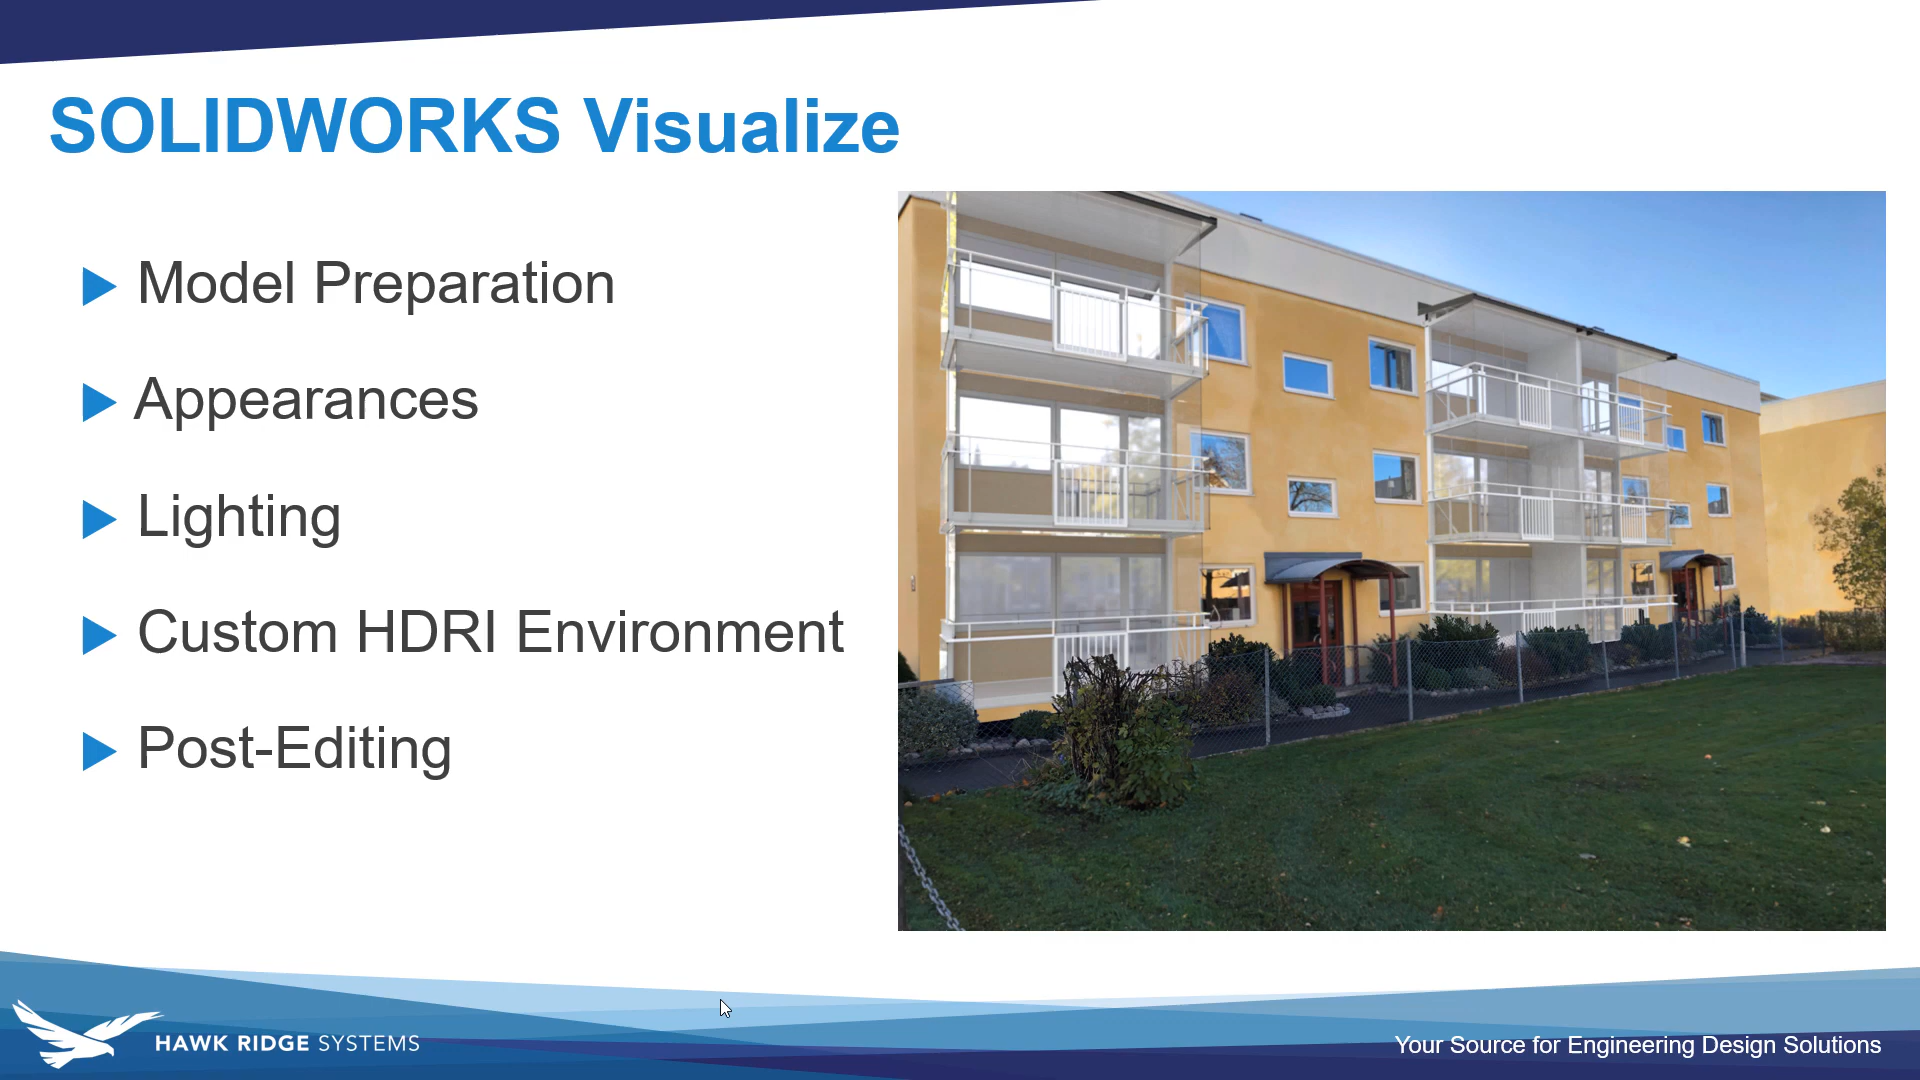 SOLIDWORKS Visualize
Model Preparation
Appearances
Lighting
Custom HDRI Environment
Post-Editing
HAWK RIDGE SYSTEMS
Your Source for Engineering Design Solutions